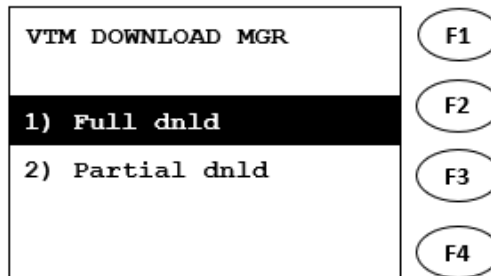 VTM DOWNLOAD MGR
F1
1) Full dnld
F2
2) Partial dnld
F3
F4